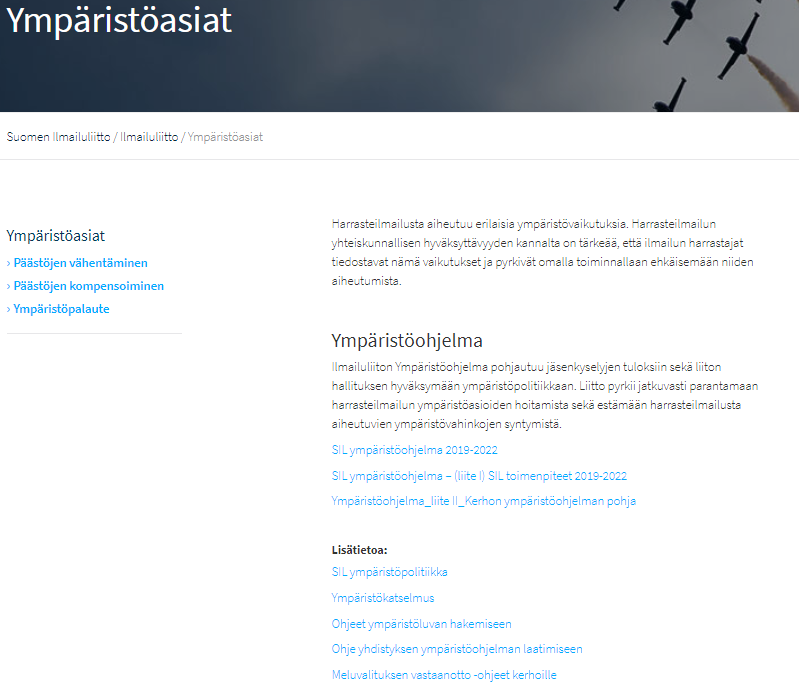 Ympäristöasiat
Suomen Ilmailuliitto / Ilmailuliitto / Ympäristöasiat
Ympäristöasiat
› Päästöjen vähentäminen
› Päästöjen kompensoiminen
› Ympäristöpalaute
Harrasteilmailusta aiheutuu erilaisia ympäristövaikutuksia. Harrasteilmailun
yhteiskunnallisen hyväksyttävyyden kannalta on tärkeää, että ilmailun harrastajat
tiedostavat nämä vaikutukset ja pyrkivät omalla toiminnallaan ehkäisemään niiden
aiheutumista.
Ympäristöohjelma
Ilmailuliiton Ympäristöohjelma pohjautuu jäsenkyselyjen tuloksiin sekä liiton
hallituksen hyväksymään ympäristöpolitiikkaan. Liitto pyrkii jatkuvasti parantamaan
harrasteilmailun ympäristöasioiden hoitamista sekä estämään harrasteilmailusta
aiheutuvien ympäristövahinkojen syntymistä.
SIL ympäristöohjelma 2019-2022
SIL ympäristöohjelma – (liite I) SIL toimenpiteet 2019-2022
Ympäristöohjelma_liite II_Kerhon ympäristöohjelman pohja
Lisätietoa:
SIL ympäristöpolitiikka
Ympäristökatselmus
Ohjeet ympäristöluvan hakemiseen
Ohje yhdistyksen ympäristöohjelman laatimiseen
Meluvalituksen vastaanotto -ohjeet kerhoille